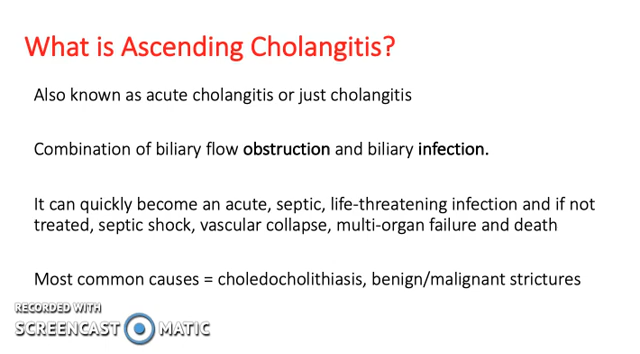 What is Ascending Cholangitis?
Also known as acute cholangitis or just cholangitis
Combination of biliary flow obstruction and biliary infection.
It can quickly become an acute, septic, life-threatening infection and if not
treated, septic shock, vascular collapse, multi-organ failure and death
Most common causes = choledocholithiasis, benign/malignant strictures
RECORDED WITH
SCREENCAST MATIC